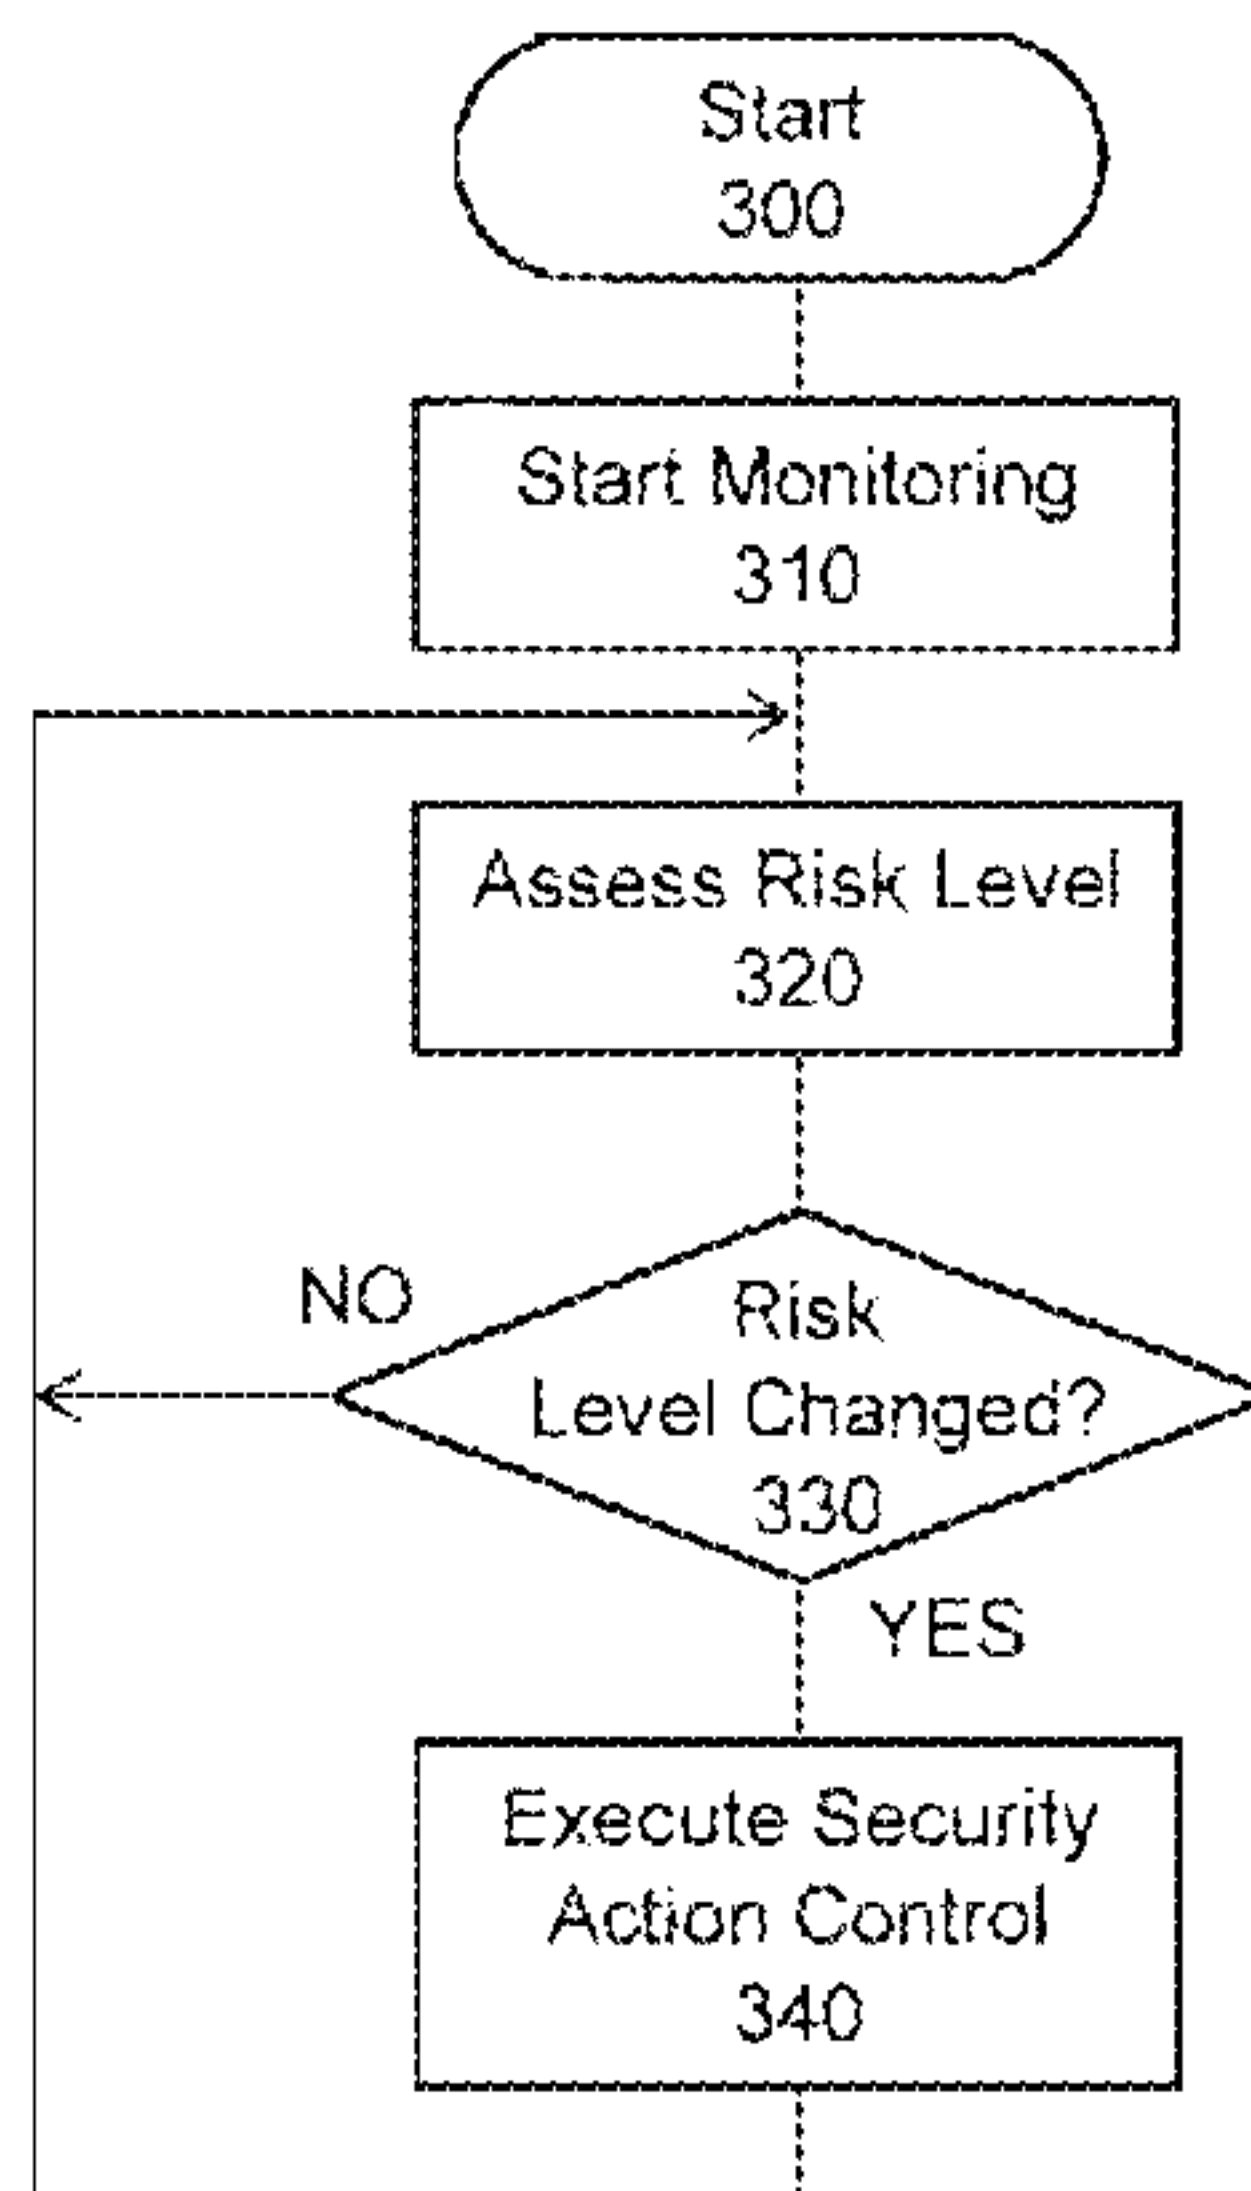 Start
300
Start Monitoring
310
Assess Risk Level
320
NO
Risk
Level Changed?
330
YES
Execute Security
Action Control
340